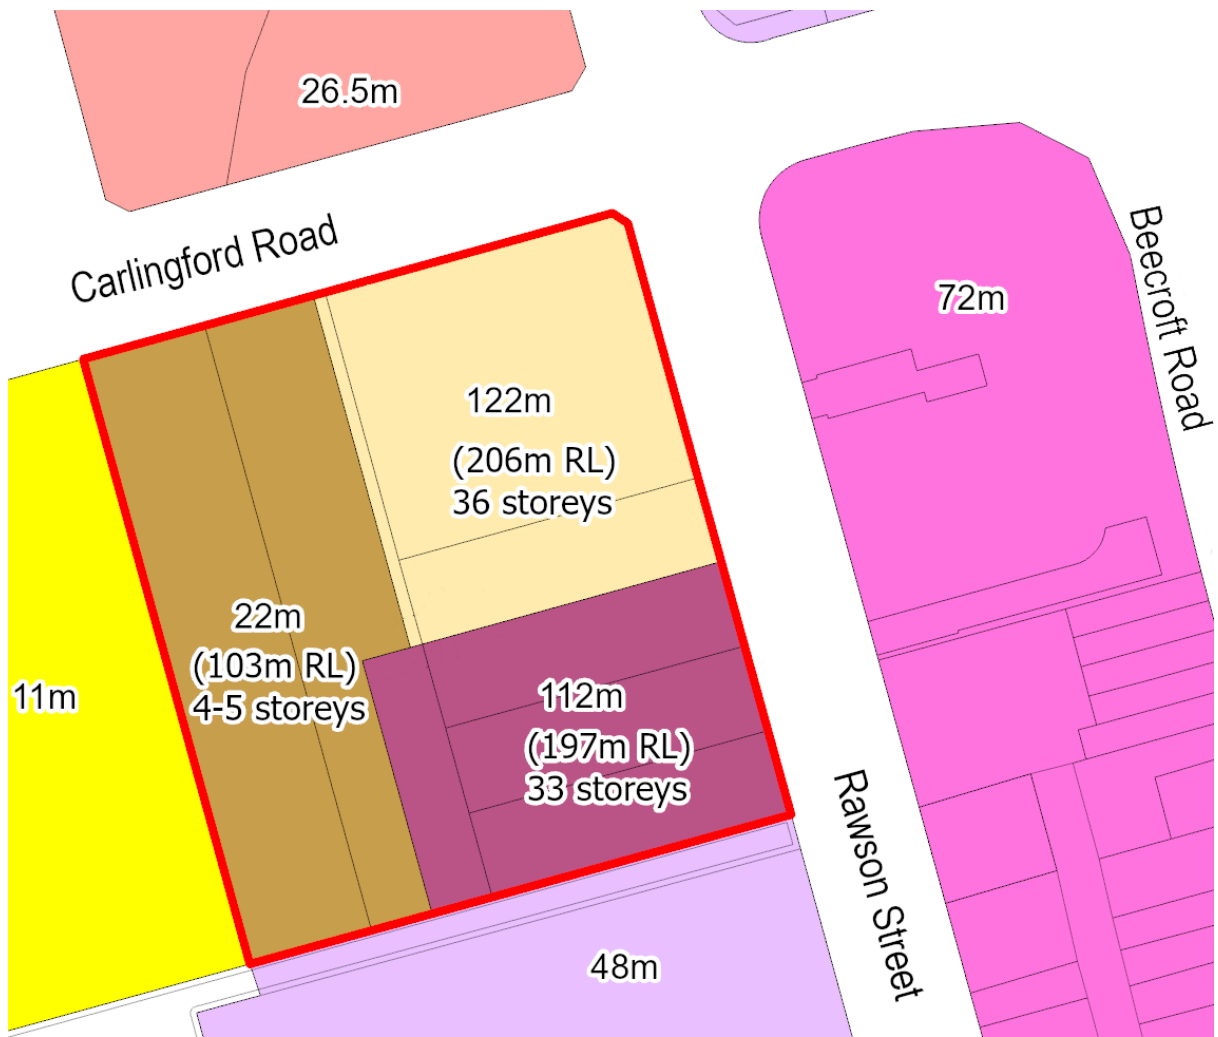 26.5m
Carlingford Road
Beecroft Road
72m
122m
(206m RL)
36 storeys
22m
(103m RL)
4-5 storeys
11m
112m
(197m RL)
33 storeys
Rawson Street
48m